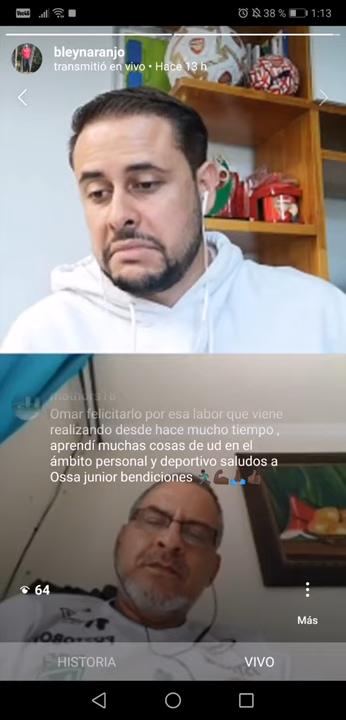 38 %
1:13
bleynaranjo
transmitió en vivo • Hace 13 h
Omar felicitarlo por esa labor que viene
realizando desde hace mucho tiempo ,
aprendí muchas cosas de ud en el
ámbito personal y deportivo saludos a
Ossa junior bendiciones
64
Más
HISTORIA
VIVO